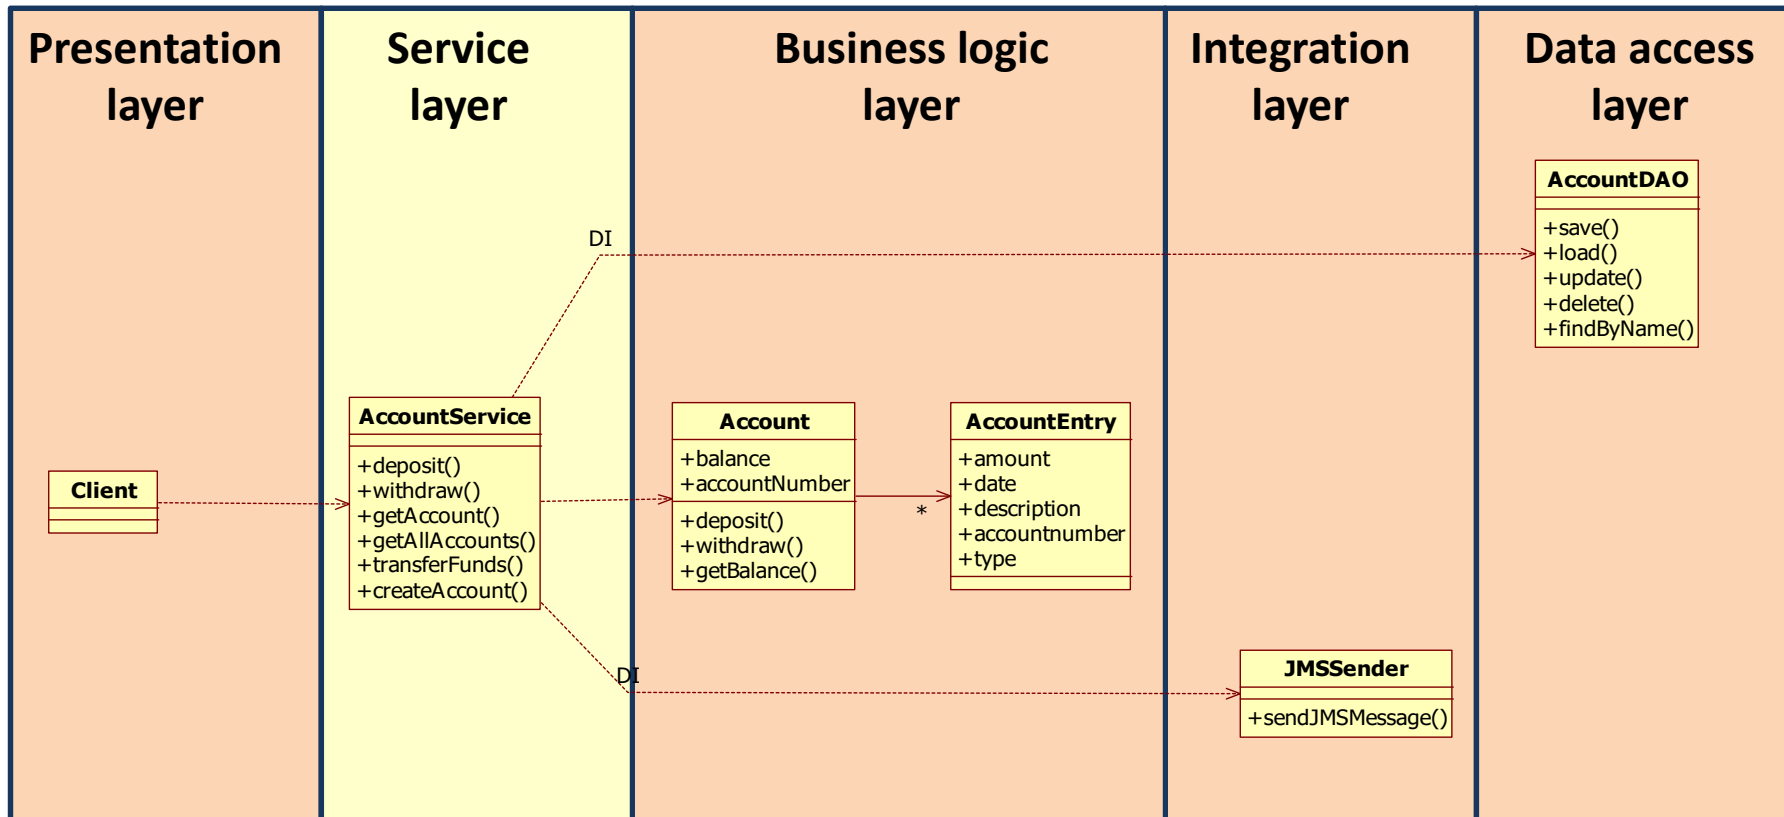 Presentation
layer
Service
layer
Business logic
layer
Integration
layer
Data access
layer
AccountDAO
+save()
+load()
+update()
+delete()
+findByName()
DI
AccountService
+deposit()
+withdraw()
+getAccount()
+getAllAccounts()
+transferFunds()
+createAccount()
Account
+balance
+accountNumber
+deposit()
+withdraw()
+getBalance()
*
AccountEntry
+amount
+date
+description
+accountnumber
+type
Client
DI
JMSSender
+sendJMSMessage()